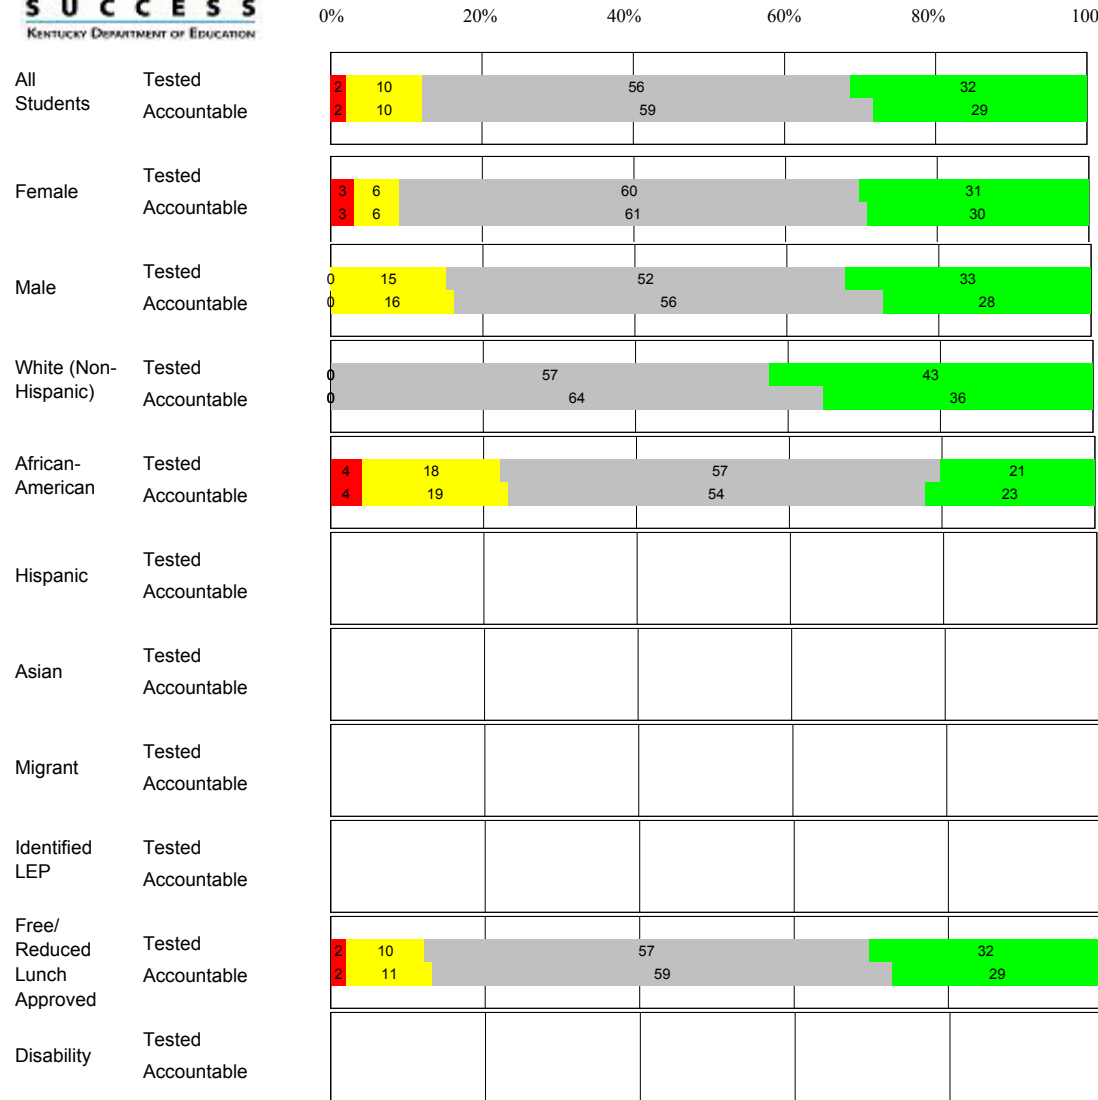 SUCCESS
KENTUCKY DEPARTMENT OF EDUCATION
0% 20% 40% 60% 80% 100
All Students
Tested 2 10 56 32
Accountable 2 10 59 29
Female
Tested 3 6 60 31
Accountable 3 6 61 30
Male
Tested 0 15 52 33
Accountable 0 16 56 28
White (Non-
Hispanic)
Tested 0 57 43
Accountable 0 64 36
African-
American
Tested 4 18 57 21
Accountable 4 19 54 23
Hispanic
Tested
Accountable
Asian
Tested
Accountable
Migrant
Tested
Accountable
Identified
LEP
Tested
Accountable
Free/
Reduced
Lunch
Approved
Tested 2 10 57 32
Accountable 2 11 59 29
Disability
Tested
Accountable